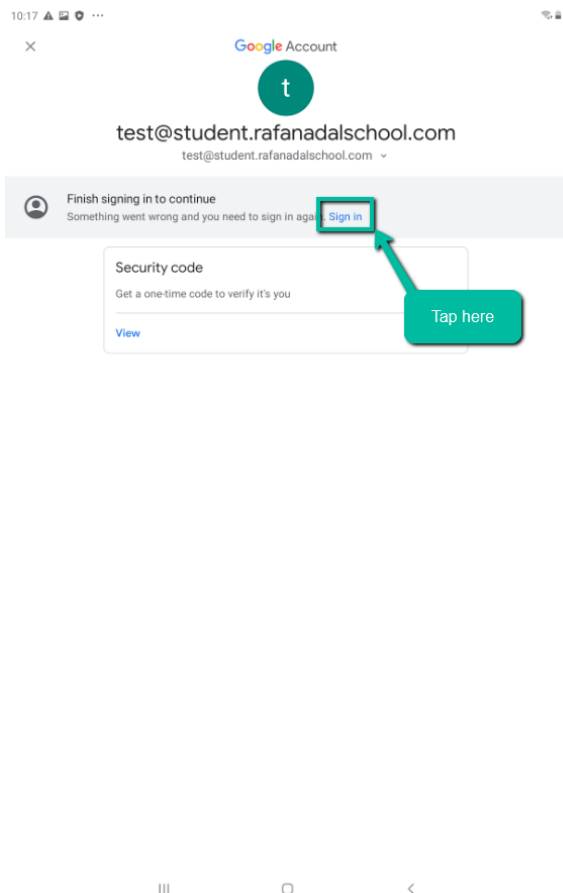 10:17
Google Account
t
test@student.rafanadalschool.com
test@student.rafanadalschool.com
Finish signing in to continue
Something went wrong and you need to sign in again. Sign in
Security code
Get a one-time code to verify it's you
Tap here
View